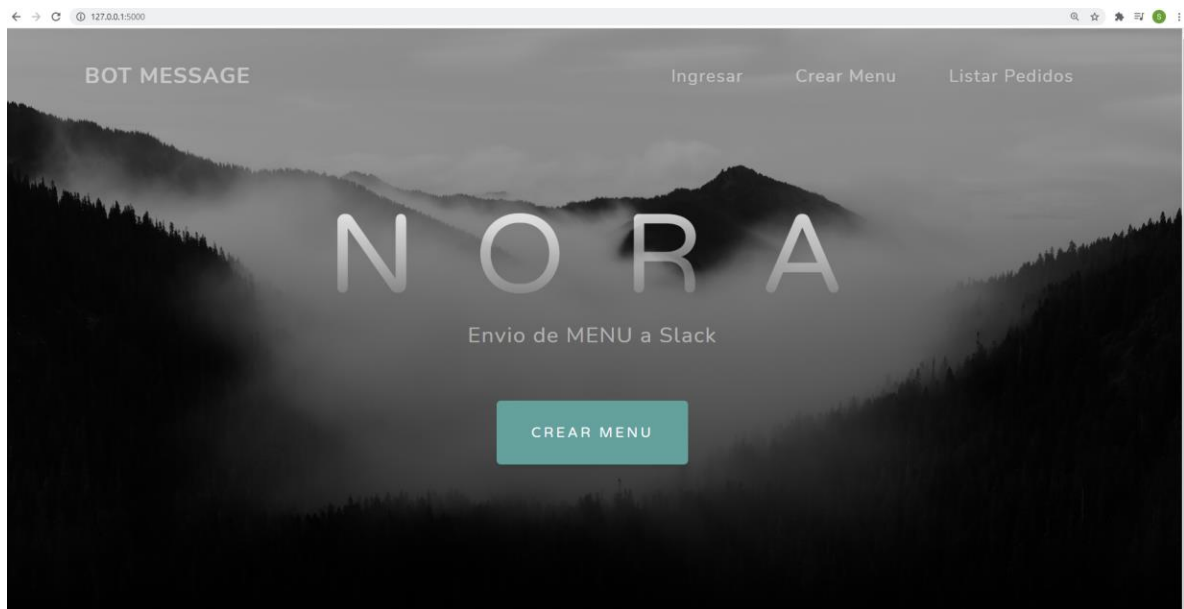 127.0.0.1:5000
S
BOT MESSAGE
Ingresar
Crear Menu
Listar Pedidos
NORA
Envio de MENU a Slack
CREAR MENU